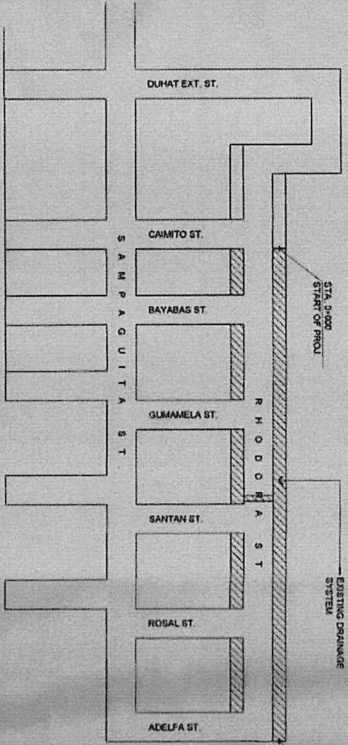 DUHAT EXT. ST.
CAIMITO ST.
BAYABAS ST.
GUMAMELA ST.
SANTAN ST.
ROSAL ST.
ADELFA ST.
SAMPAGUITA ST
RHODORA ST
STA. 0+000
START OF PROJ
EXISTING DRAINAGE
SYSTEM